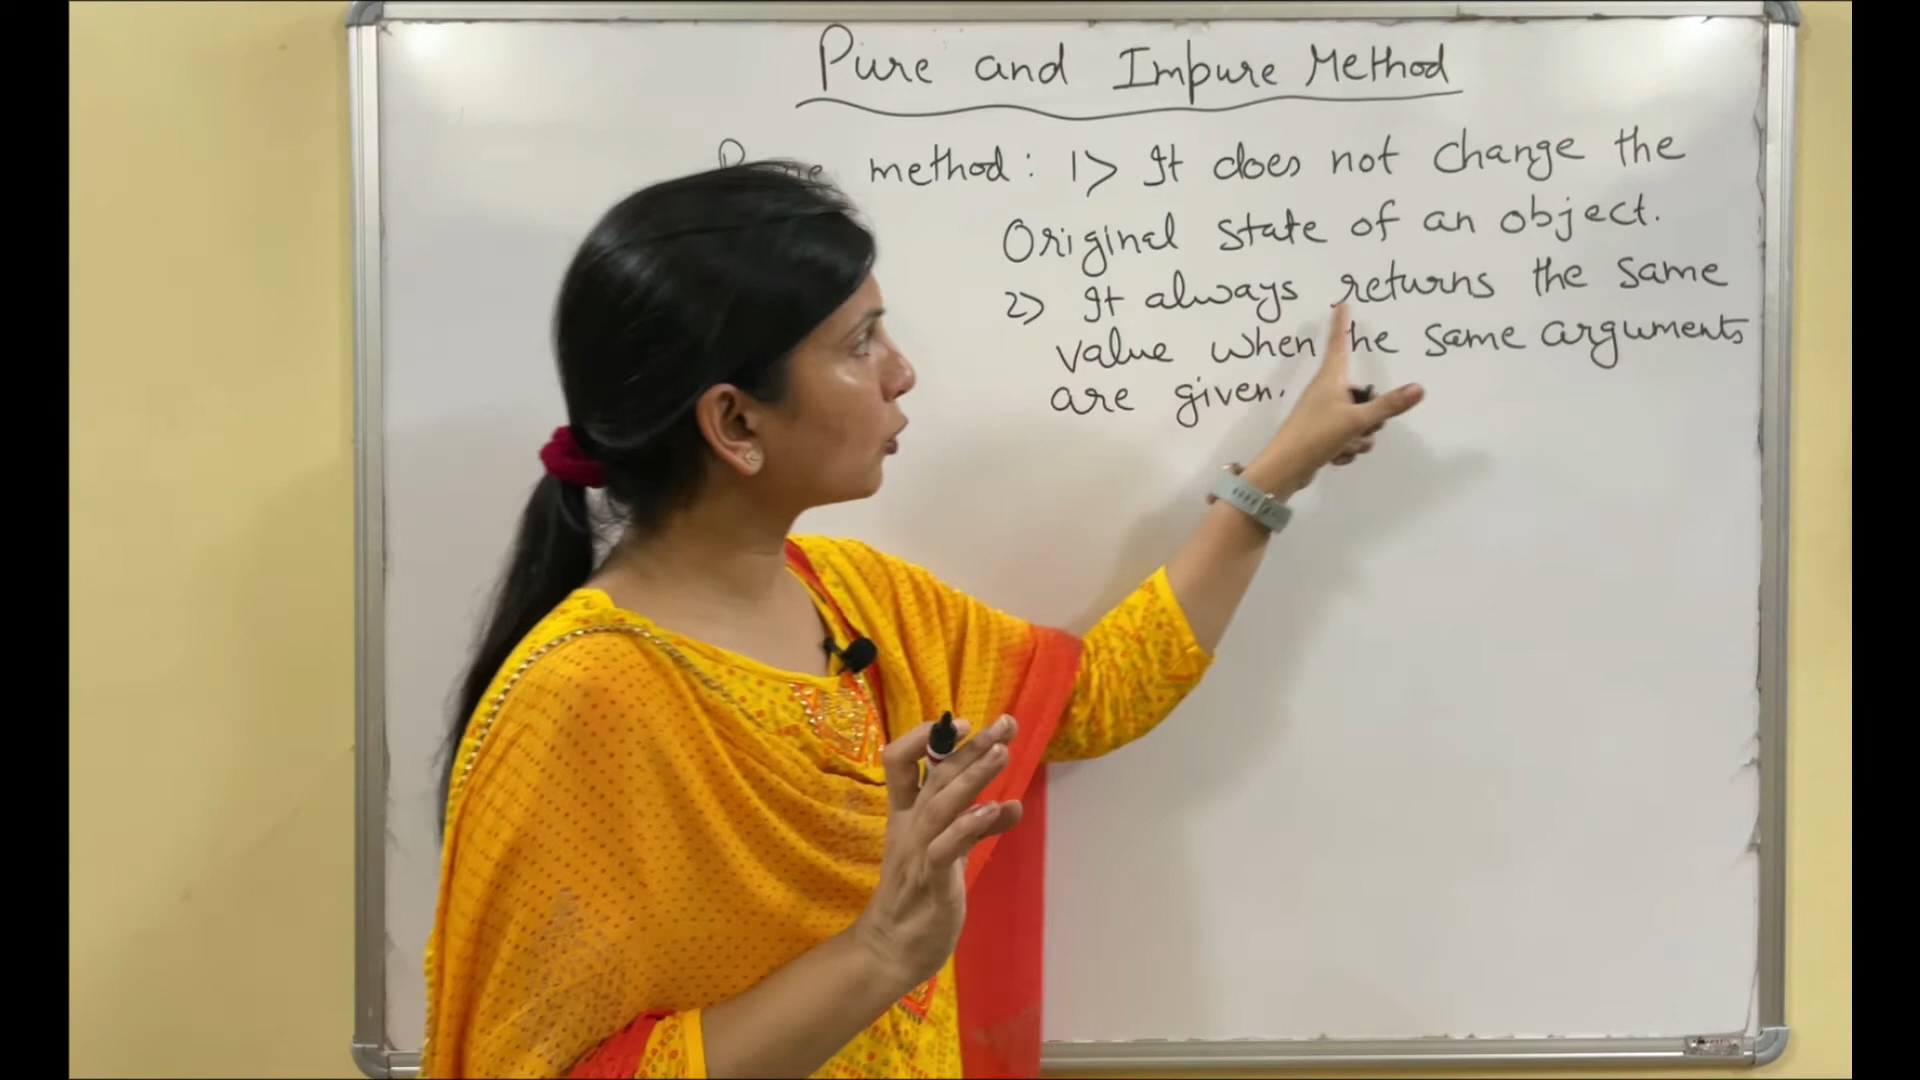 Pure and Impure Method
Pure method: 1> It does not change the
Original state of an object.
2> It always returns the same
value when the same arguments
are given.